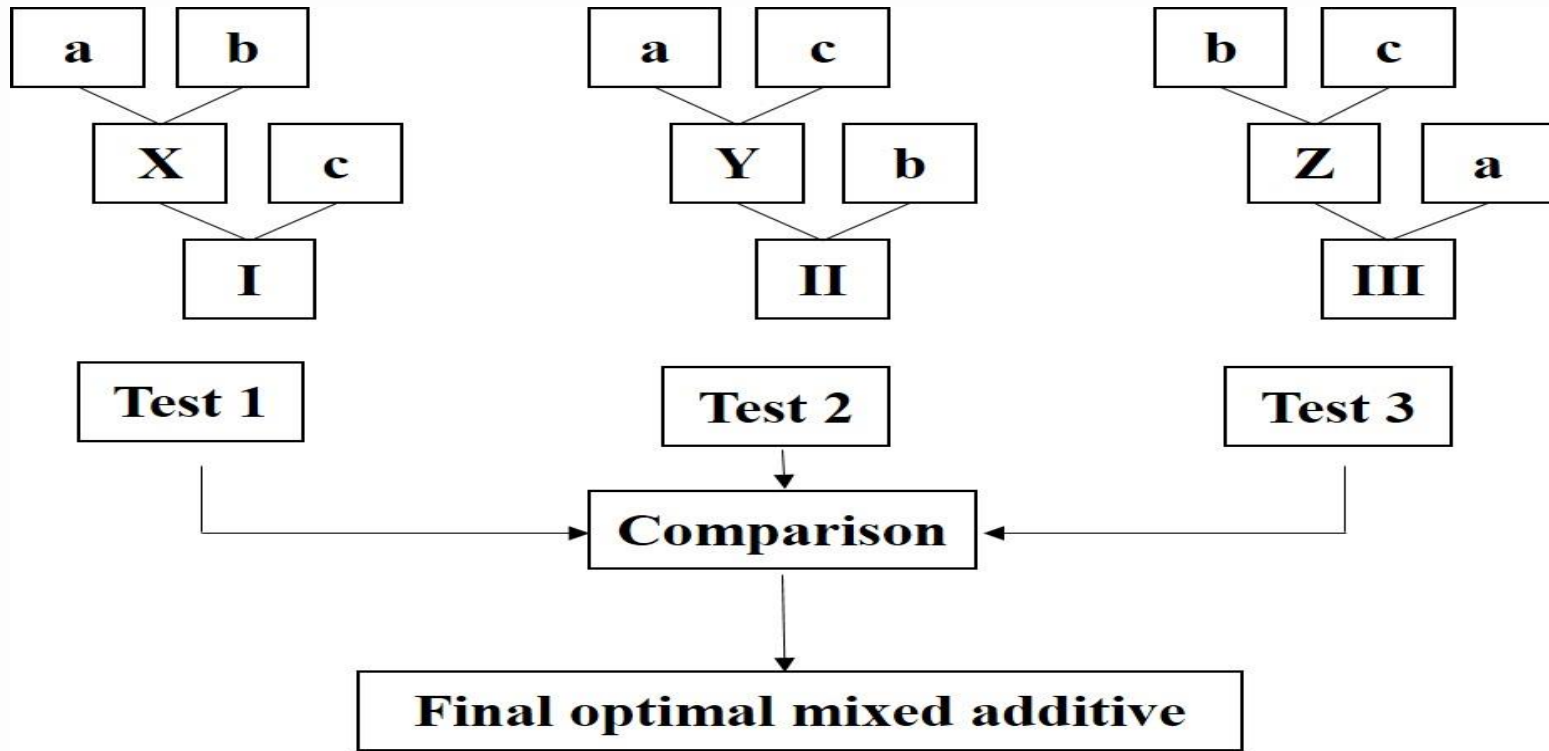 a b a c b c
X c Y b Z a
I II III
Test 1 Test 2 Test 3
Comparison
Final optimal mixed additive